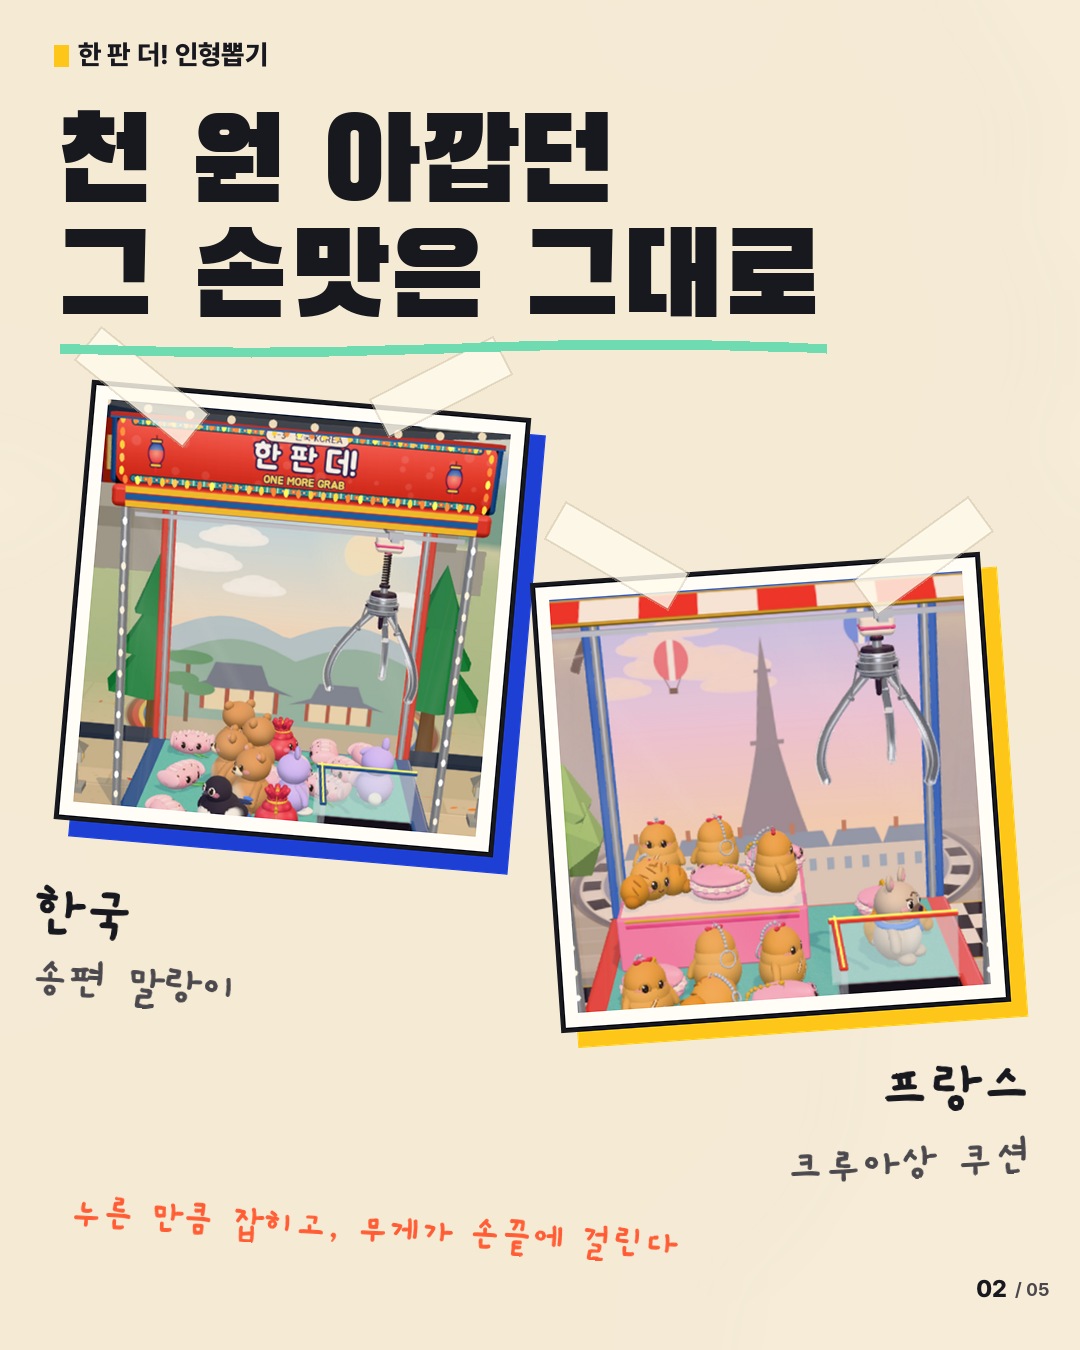 한 판 더! 인형뽑기
천 원 아깝던
그 손맛은 그대로
한 판 더!
ONE MORE GRAB
한국
송편 말랑이
프랑스
크루아상 쿠션
누른 만큼 잡히고, 무게가 손끝에 걸린다
02 / 05